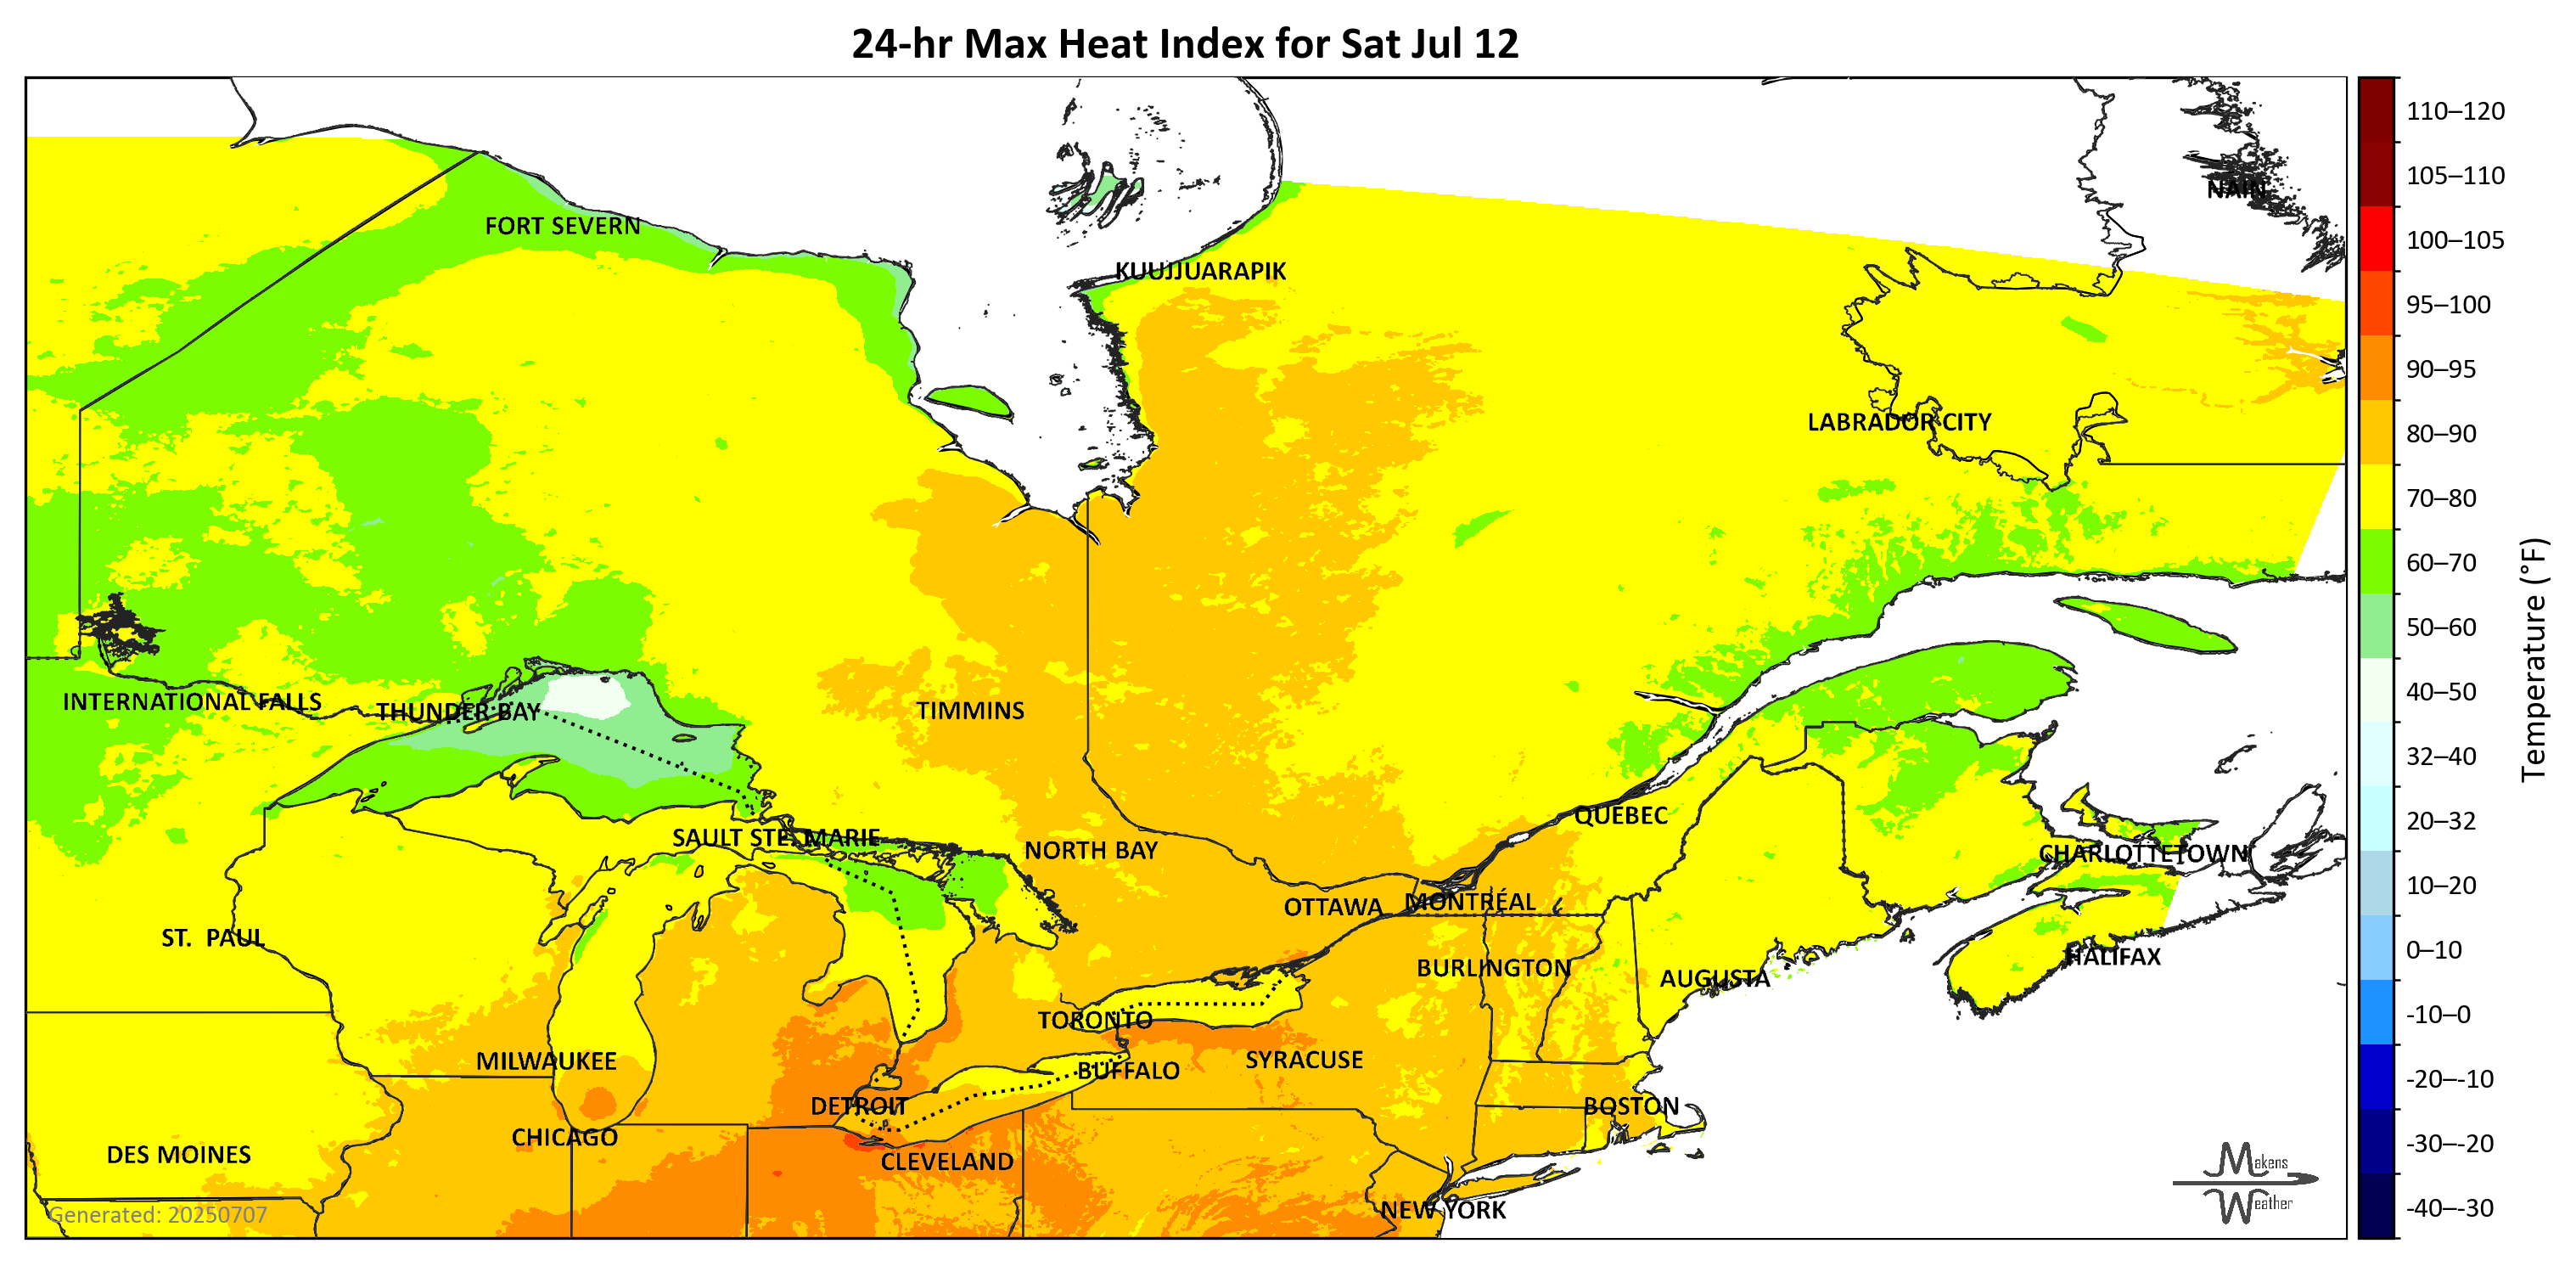 24-hr Max Heat Index for Sat Jul 12
110–120
105–110
NAIN
FORT SEVERN
100–105
KUUJJUARAPIK
95–100
90–95
LABRADOR CITY
80–90
70–80
60–70
Temperature (°F)
50–60
40–50
INTERNATIONAL FALLS
THUNDER BAY
TIMMINS
32–40
QUEBEC
20–32
SAULT STE. MARIE
NORTH BAY
CHARLOTTETOWN
10–20
MONTRÉAL
OTTAWA
ST. PAUL
0–10
HALIFAX
BURLINGTON
AUGUSTA
-10–0
TORONTO
MILWAUKEE
SYRACUSE
BUFFALO
-20–-10
DETROIT
BOSTON
CHICAGO
-30–-20
DES MOINES
CLEVELAND
Makens
Weather
-40–-30
NEW YORK
Generated: 20250707